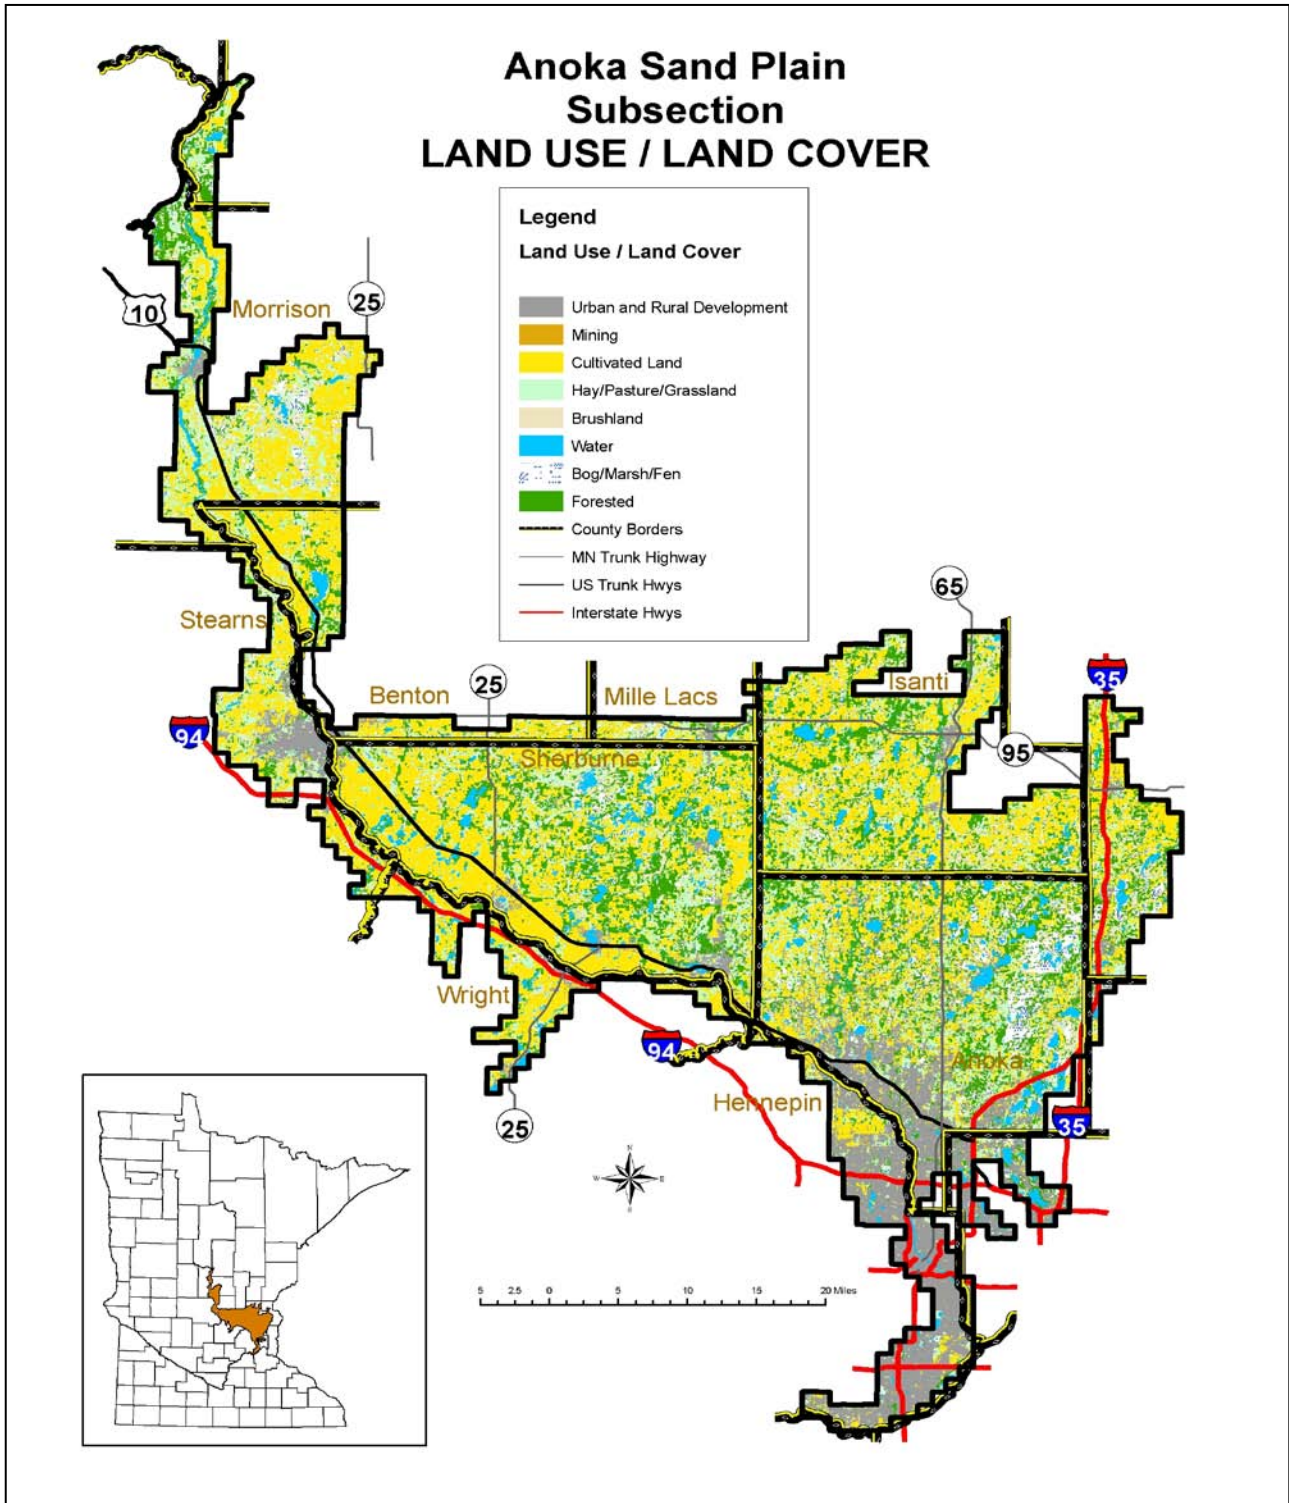 Anoka Sand Plain
Subsection
LAND USE / LAND COVER
Legend
Land Use / Land Cover
Urban and Rural Development
Mining
Cultivated Land
Hay/Pasture/Grassland
Brushland
Water
Bog/Marsh/Fen
Forested
County Borders
MN Trunk Highway
US Trunk Hwys
Interstate Hwys
10
Morrison
25
65
Stearns
Benton
25
Mille Lacs
Isanti
35
94
Sherburne
95
Wright
94
Anoka
Hennepin
35
25
N
W E
S
5 2.5 0 5 10 15 20 Miles